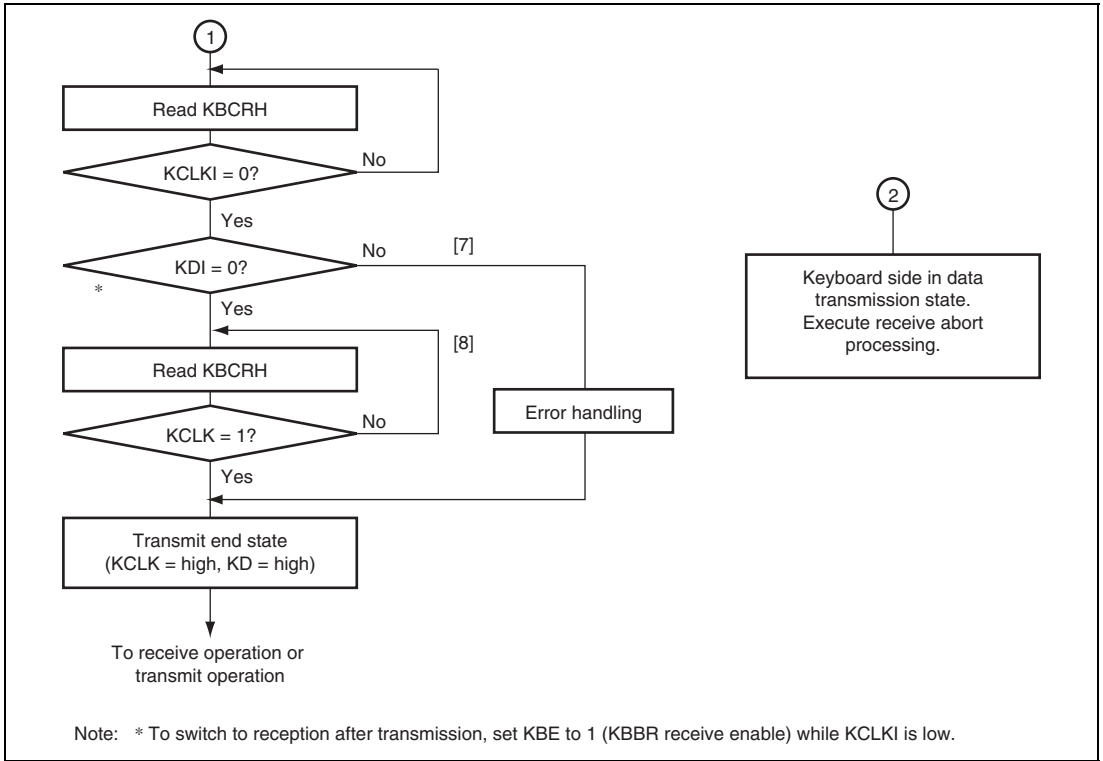 1
Read KBCRH
KCLKI = 0?
No
Yes
KDI = 0?
No
[7]
*
Yes
[8]
Read KBCRH
KCLK = 1?
No
Error handling
Yes
Transmit end state
(KCLK = high, KD = high)
To receive operation or
transmit operation
2
Keyboard side in data
transmission state.
Execute receive abort
processing.
Note: * To switch to reception after transmission, set KBE to 1 (KBBR receive enable) while KCLKI is low.